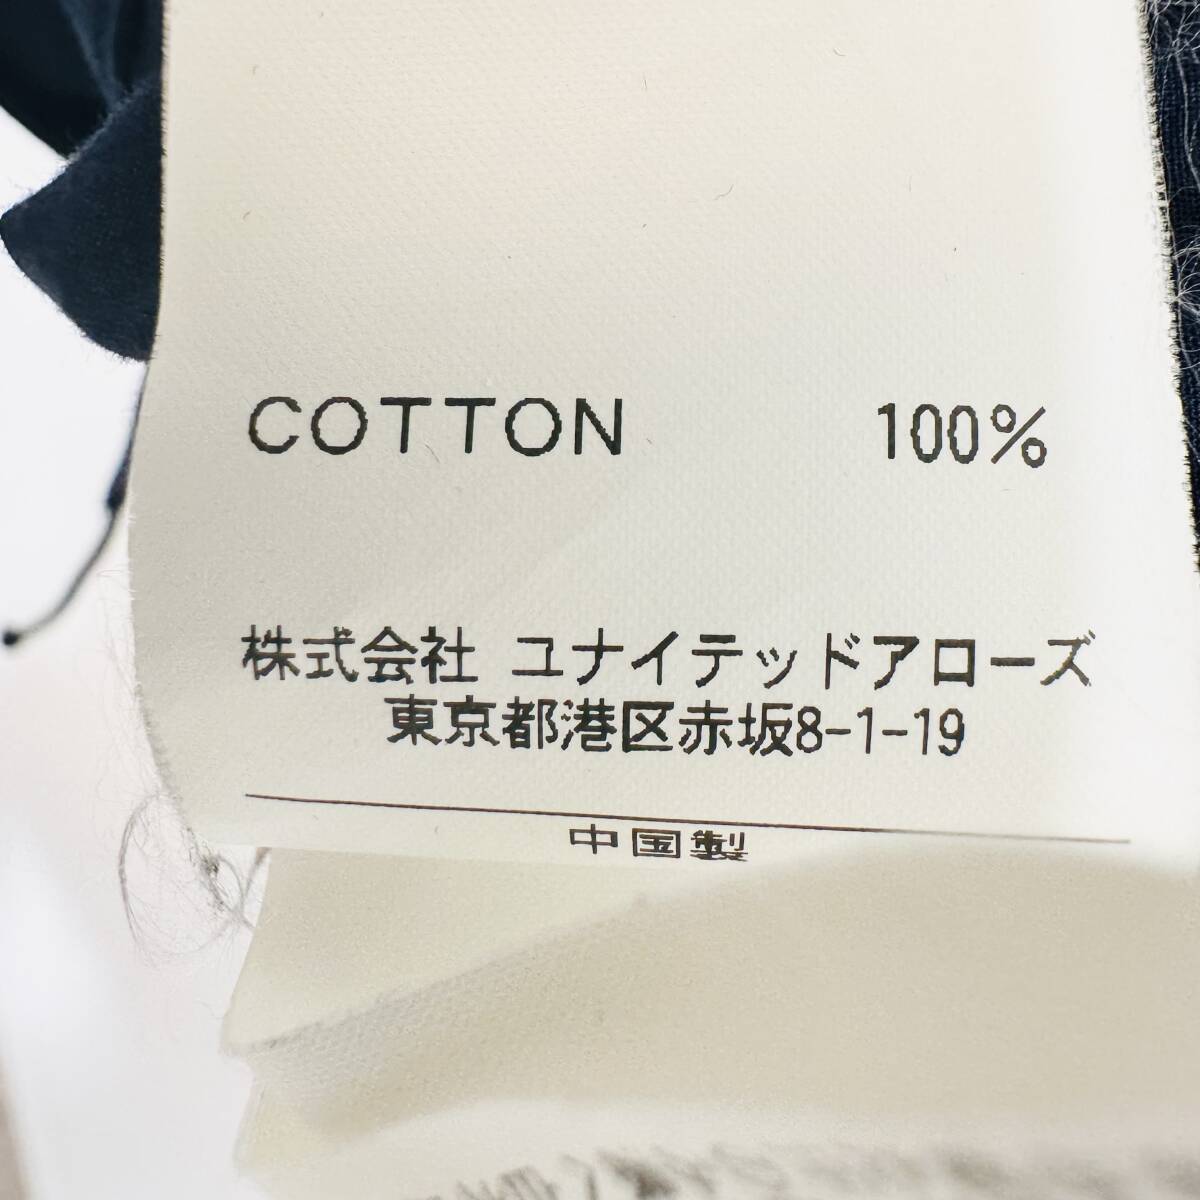 COTTON 100%
株式会社 ユナイテッドアローズ
東京都港区赤坂8-1-19
中国製